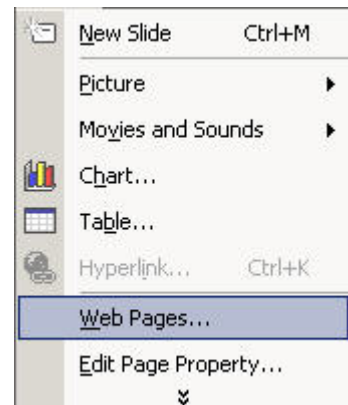 New Slide Ctrl+M
Picture
Movies and Sounds
Chart...
Table...
Hyperlink... Ctrl+K
Web Pages...
Edit Page Property...